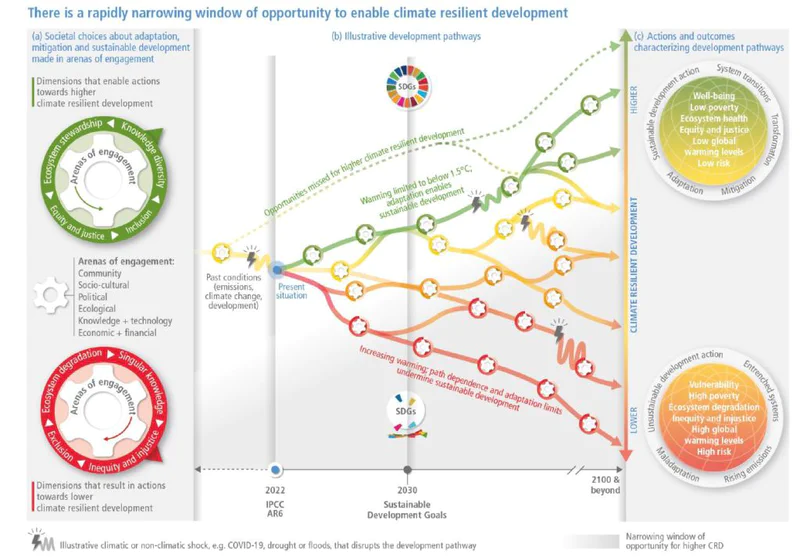 There is a rapidly narrowing window of opportunity to enable climate resilient development
(a) Societal choices about adaptation,
mitigation and sustainable development
made in arenas of engagement
Dimensions that enable actions
towards higher
climate resilient development
Ecosystem stewardship
Knowledge diversity
Equity and justice
Inclusion
Arenas of engagement
Arenas of engagement:
Community
Socio-cultural
Political
Ecological
Knowledge + technology
Economic + financial
Ecosystem degradation
Singular knowledge
Exclusion
Inequity and injustice
Arenas of engagement
Dimensions that result in actions
towards lower
climate resilient development
(b) Illustrative development pathways
SDGs
Opportunities missed for higher climate resilient development
Warming limited to below 1.5°C;
adaptation enables
sustainable development
Past conditions
(emissions,
climate change,
development)
Present
situation
Increasing warming; path dependence and adaptation limits
undermine sustainable development
SDGs
2022
IPCC
AR6
2030
Sustainable
Development Goals
2100 &
beyond
HIGHER
CLIMATE RESILIENT DEVELOPMENT
LOWER
(c) Actions and outcomes
characterizing development pathways
Sustainable development action
System transitions
Transformation
Mitigation
Adaptation
Well-being
Low poverty
Ecosystem health
Equity and justice
Low global
warming levels
Low risk
Unsustainable development action
Entrenched systems
Rising emissions
Maladaptation
Vulnerability
High poverty
Ecosystem degradation
Inequity and injustice
High global
warming levels
High risk
Illustrative climatic or non-climatic shock, e.g. COVID-19, drought or floods, that disrupts the development pathway
Narrowing window of
opportunity for higher CRD